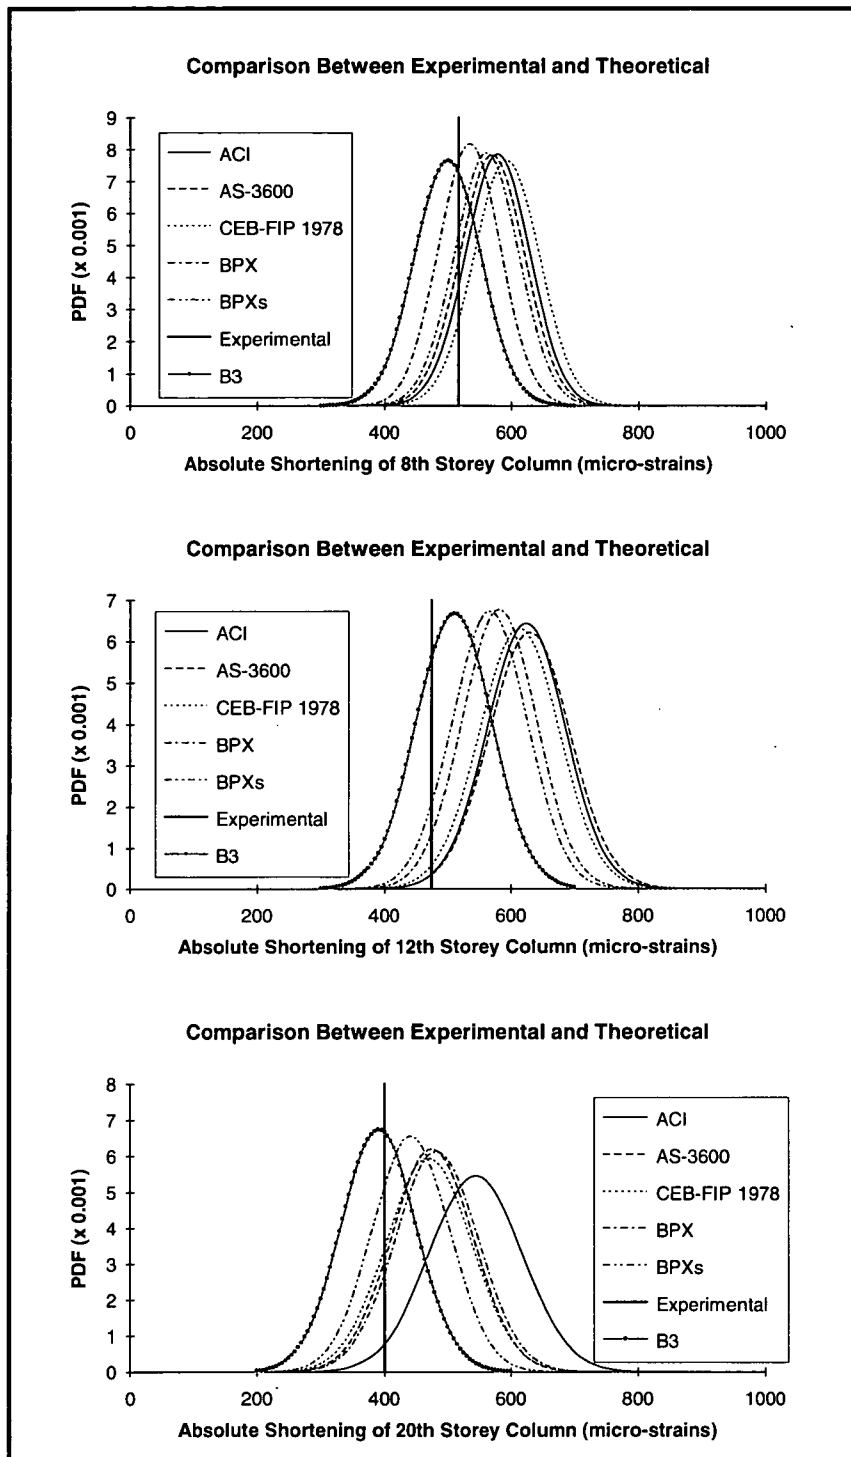 Comparison Between Experimental and Theoretical
9
8
7
6
5
4
3
2
1
0
PDF (x 0.001)
ACI
AS-3600
CEB-FIP 1978
BPX
BPXs
Experimental
B3
0 200 400 600 800 1000
Absolute Shortening of 8th Storey Column (micro-strains)
Comparison Between Experimental and Theoretical
7
6
5
4
3
2
1
0
PDF (x 0.001)
ACI
AS-3600
CEB-FIP 1978
BPX
BPXs
Experimental
B3
0 200 400 600 800 1000
Absolute Shortening of 12th Storey Column (micro-strains)
Comparison Between Experimental and Theoretical
8
7
6
5
4
3
2
1
0
PDF (x 0.001)
ACI
AS-3600
CEB-FIP 1978
BPX
BPXs
Experimental
B3
0 200 400 600 800 1000
Absolute Shortening of 20th Storey Column (micro-strains)